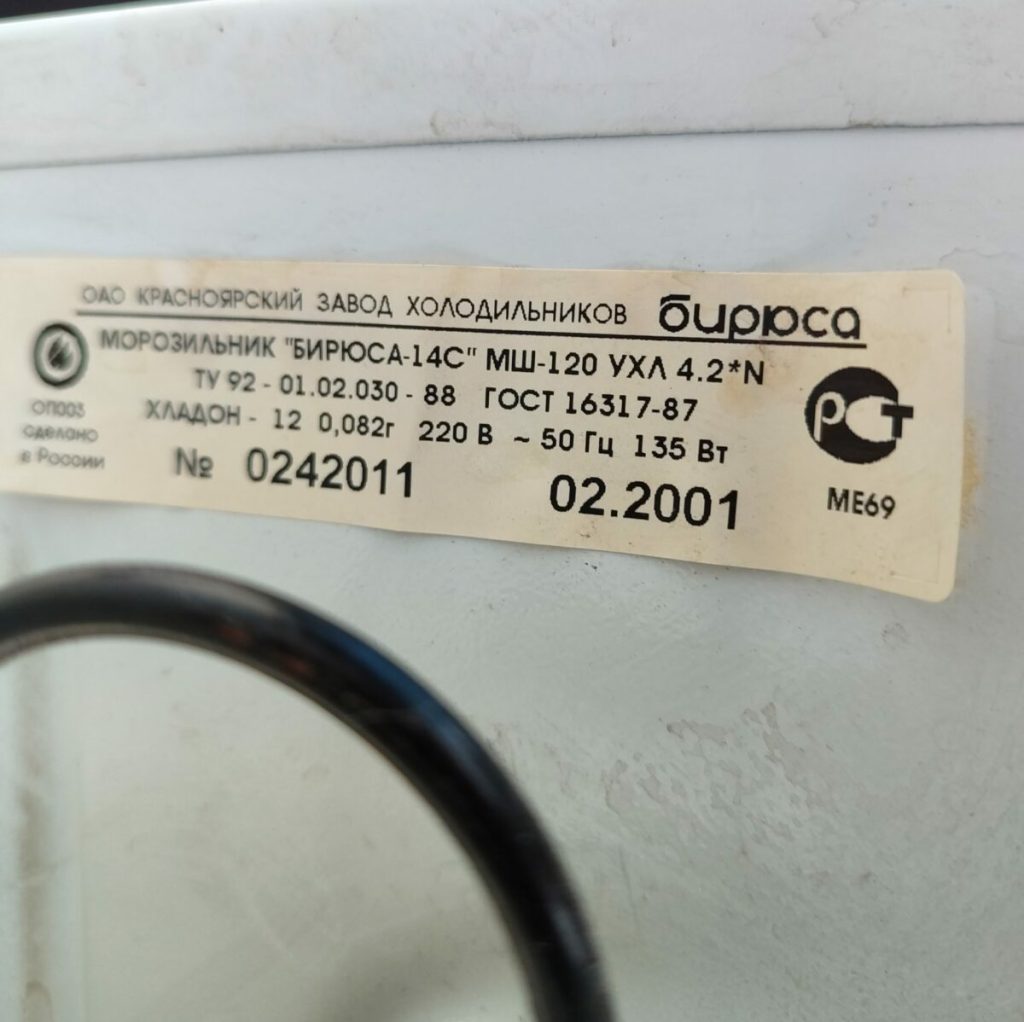 ОАО КРАСНОЯРСКИЙ ЗАВОД ХОЛОДИЛЬНИКОВ бирюса
МОРОЗИЛЬНИК "БИРЮСА-14С" МШ-120 УХЛ 4.2*N
ТУ 92 - 01.02.030 - 88 ГОСТ 16317-87
ХЛАДОН - 12 0,082г 220 В ~ 50 Гц 135 Вт
№ 0242011 02.2001
ОП003
сделано
в России
РСТ
МЕ69